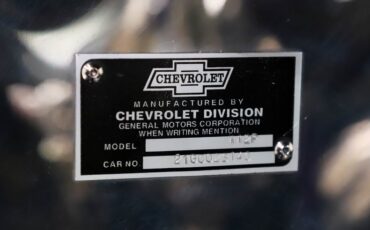 CHEVROLET
MANUFACTURED BY
CHEVROLET DIVISION
GENERAL MOTORS CORPORATION
WHEN WRITING MENTION
MODEL
CAR NO